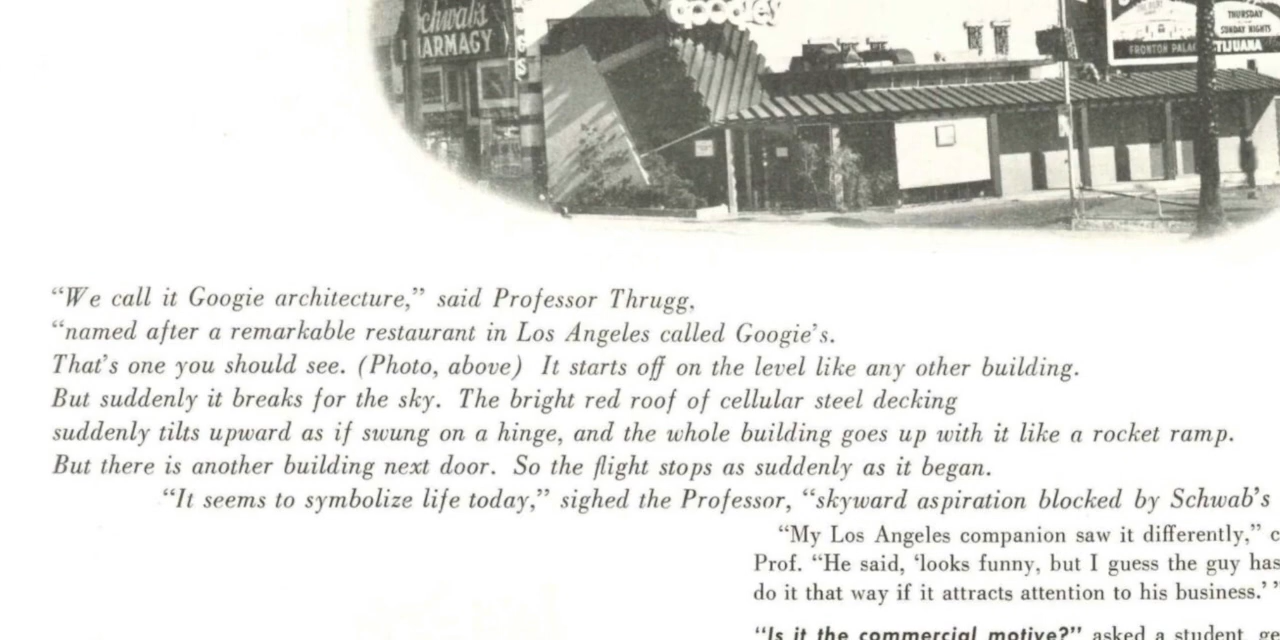 Schwab's
Googies
THURSDAY
SUNDAY NIGHTS
FRONTON PALAC TIJUANA
“We call it Googie architecture,” said Professor Thrugg,
“named after a remarkable restaurant in Los Angeles called Googie's.
That's one you should see. (Photo, above) It starts off on the level like any other building.
But suddenly it breaks for the sky. The bright red roof of cellular steel decking
suddenly tilts upward as if swung on a hinge, and the whole building goes up with it like a rocket ramp.
But there is another building next door. So the flight stops as suddenly as it began.
“It seems to symbolize life today,” sighed the Professor, “skyward aspiration blocked by Schwab's
“My Los Angeles companion saw it differently,” c
Prof. “He said, ‘looks funny, but I guess the guy has
do it that way if it attracts attention to his business.’ ”
“Is it the commercial motive?” asked a student, ge